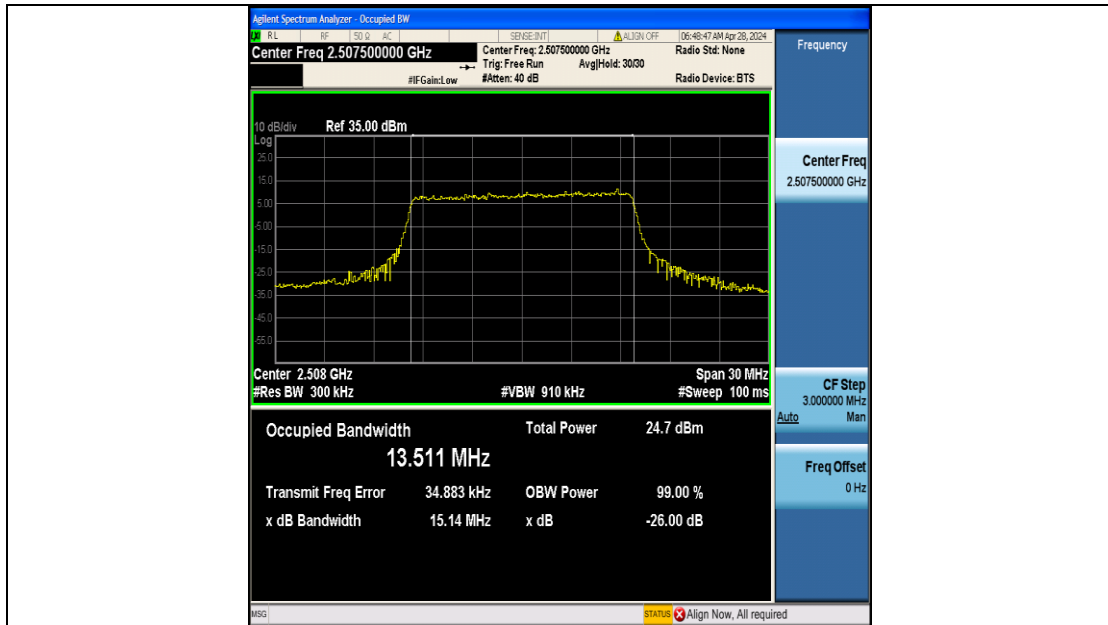 Agilent Spectrum Analyzer - Occupied BW
RL RF 50 Ω AC SENSE:INT ALIGN OFF 06:48:47 AM Apr 28, 2024
Center Freq 2.507500000 GHz
Center Freq: 2.507500000 GHz
Radio Std: None
Trig: Free Run Avg|Hold: 30/30
#IFGain:Low
#Atten: 40 dB
Radio Device: BTS
10 dB/div Ref 35.00 dBm
Log
25.0
15.0
5.00
-5.00
-15.0
-25.0
-35.0
-45.0
-55.0
Center 2.508 GHz Span 30 MHz
#Res BW 300 kHz #VBW 910 kHz #Sweep 100 ms
Occupied Bandwidth Total Power 24.7 dBm
13.511 MHz
Transmit Freq Error 34.883 kHz OBW Power 99.00 %
x dB Bandwidth 15.14 MHz x dB -26.00 dB
Frequency
Center Freq
2.507500000 GHz
CF Step
3.000000 MHz
Auto Man
Freq Offset
0 Hz
MSG STATUS Align Now, All required